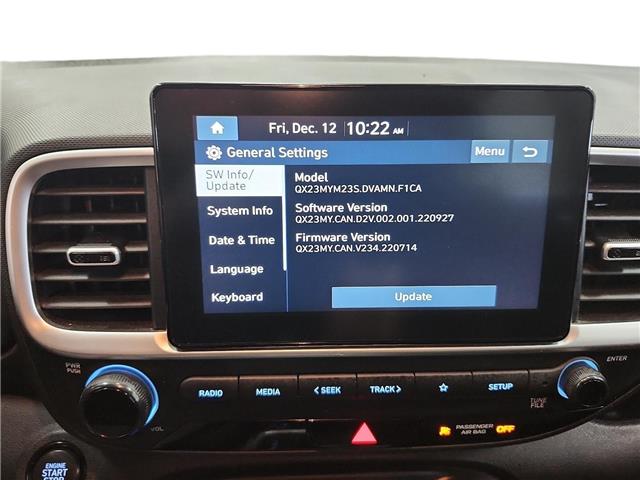 Fri, Dec. 12 10:22 AM
General Settings
Menu
SW Info/
Update
System Info
Date & Time
Language
Keyboard
Model
QX23MYM23S.DVAMN.F1CA
Software Version
QX23MY.CAN.D2V.002.001.220927
Firmware Version
QX23MY.CAN.V234.220714
Update
PWR
PUSH
VOL
RADIO
MEDIA
< SEEK
TRACK >
SETUP
ENTER
TUNE
FILE
PASSENGER
AIR BAG
OFF
ENGINE
START
STOP